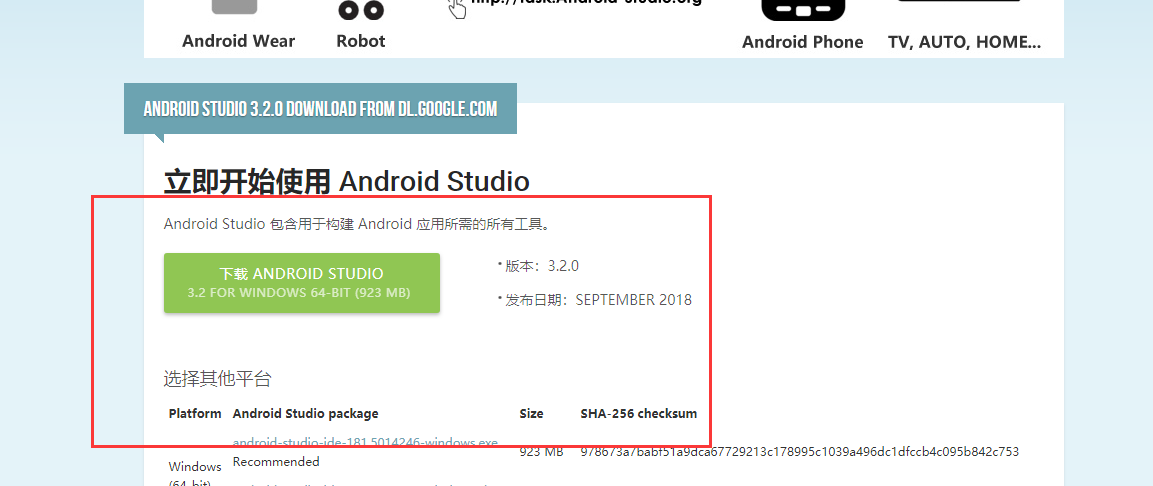 Android Wear
Robot
Android Phone
TV, AUTO, HOME...
ANDROID STUDIO 3.2.0 DOWNLOAD FROM DL.GOOGLE.COM
立即开始使用 Android Studio
Android Studio 包含用于构建 Android 应用所需的所有工具。
下载 ANDROID STUDIO
3.2 FOR WINDOWS 64-BIT (923 MB)
• 版本：3.2.0
• 发布日期：SEPTEMBER 2018
选择其他平台
Platform Android Studio package Size SHA-256 checksum
android-studio-ide-181.5014246-windows.exe
Recommended
923 MB
978673a7babf51a9dca67729213c178995c1039a496dc1dfccb4c095b842c753
Windows
(64-bit)